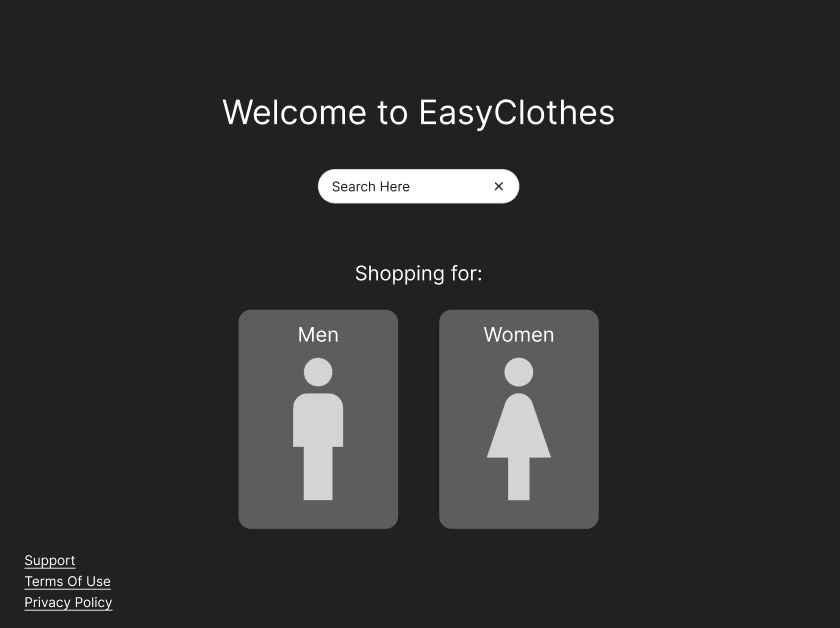 Welcome to EasyClothes
Search Here
Shopping for:
Men
Women
Support
Terms Of Use
Privacy Policy